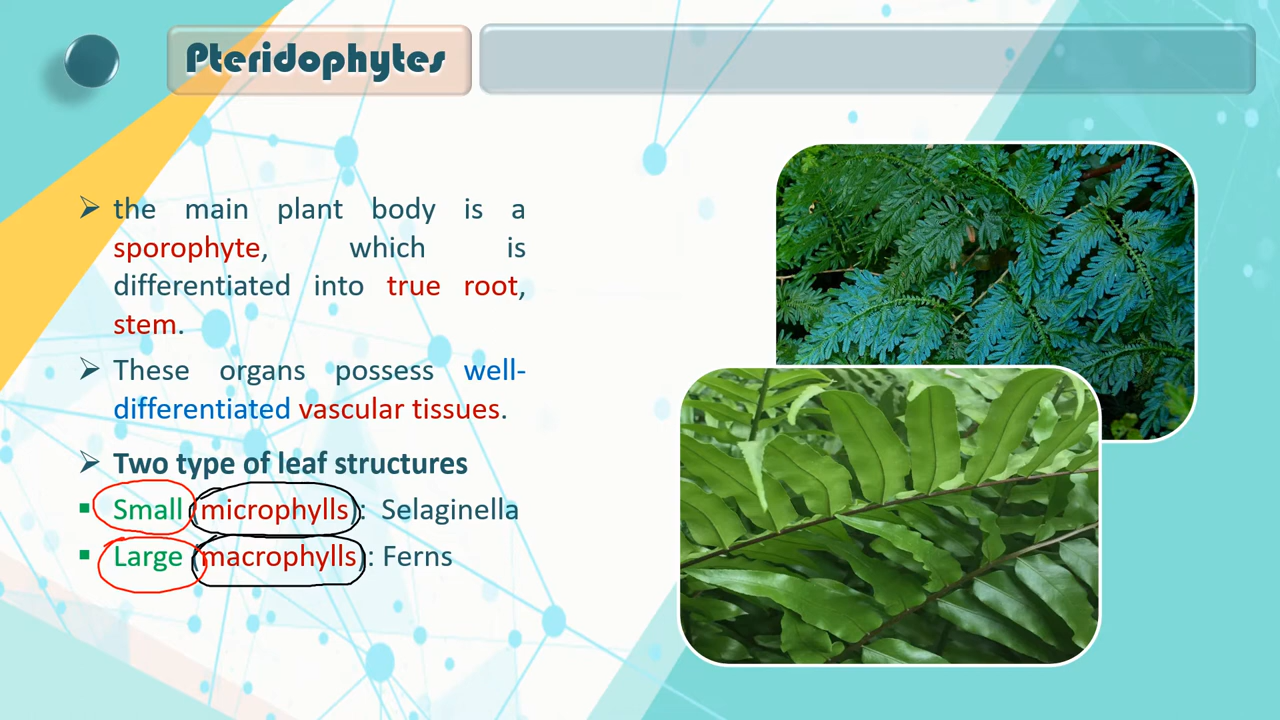 Pteridophytes
the main plant body is a
sporophyte, which is
differentiated into true root,
stem.
These organs possess well-
differentiated vascular tissues.
Two type of leaf structures
Small (microphylls): Selaginella
Large (macrophylls): Ferns